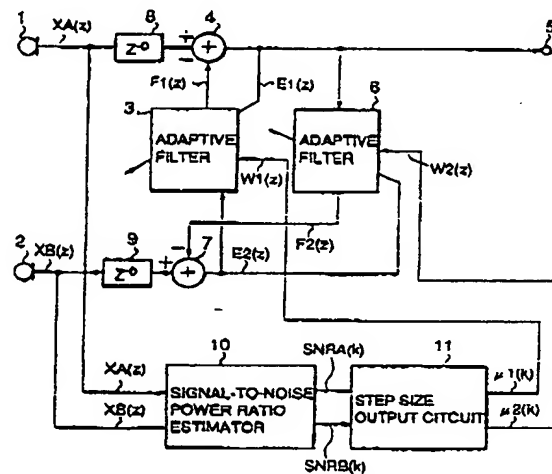 1
XA(z)
8
Z⁻ᴰ
+
−
4
+
5
F1(z)
E1(z)
3
ADAPTIVE
FILTER
W1(z)
6
ADAPTIVE
FILTER
W2(z)
2
XB(z)
9
Z⁻ᴰ
+
−
7
+
F2(z)
E2(z)
10
XA(z)
XB(z)
SIGNAL-TO-NOISE
POWER RATIO
ESTIMATOR
SNRA(k)
SNRB(k)
11
STEP SIZE
OUTPUT CITCUIT
μ1(k)
μ2(k)